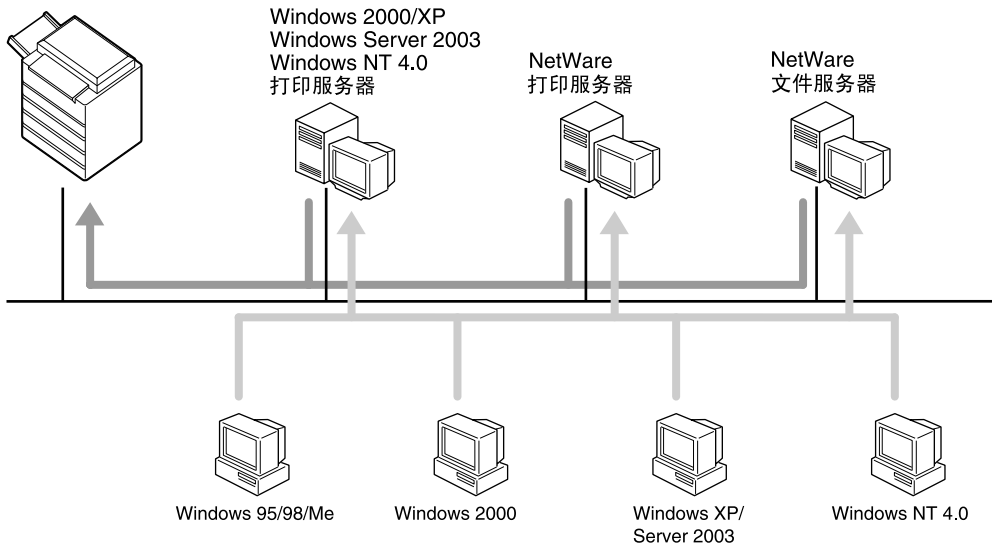 Windows 2000/XP
Windows Server 2003
Windows NT 4.0
打印服务器
NetWare
打印服务器
NetWare
文件服务器
Windows 95/98/Me
Windows 2000
Windows XP/
Server 2003
Windows NT 4.0